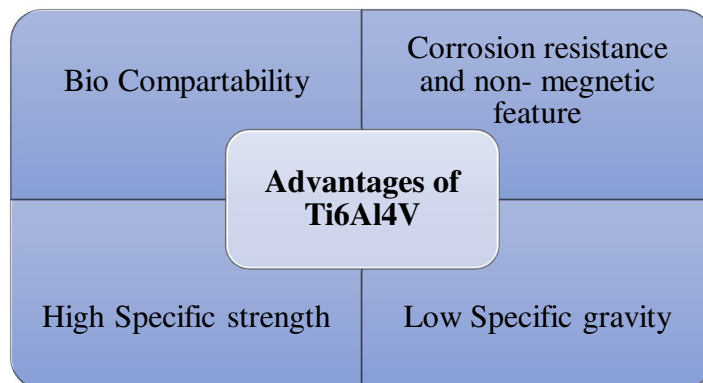 Bio Compartability
Corrosion resistance
and non- megnetic
feature
Advantages of
Ti6Al4V
High Specific strength
Low Specific gravity